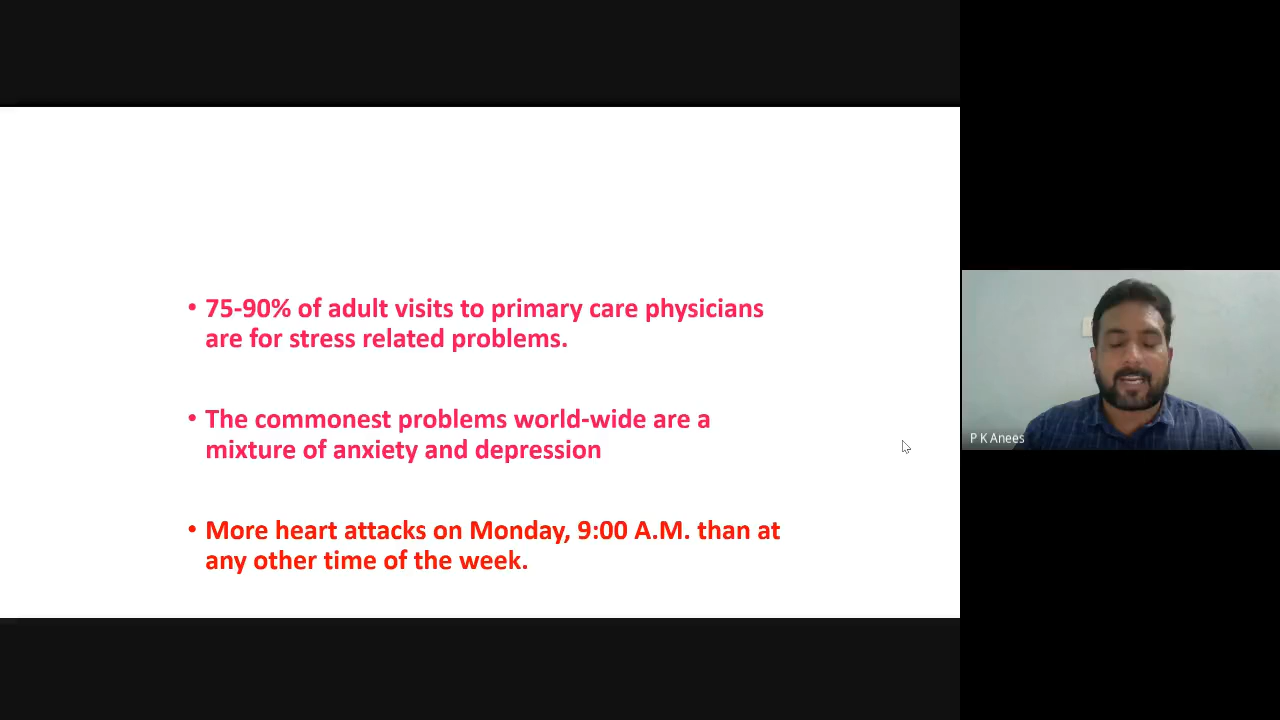 • 75-90% of adult visits to primary care physicians
are for stress related problems.
• The commonest problems world-wide are a
mixture of anxiety and depression
• More heart attacks on Monday, 9:00 A.M. than at
any other time of the week.
P K Anees